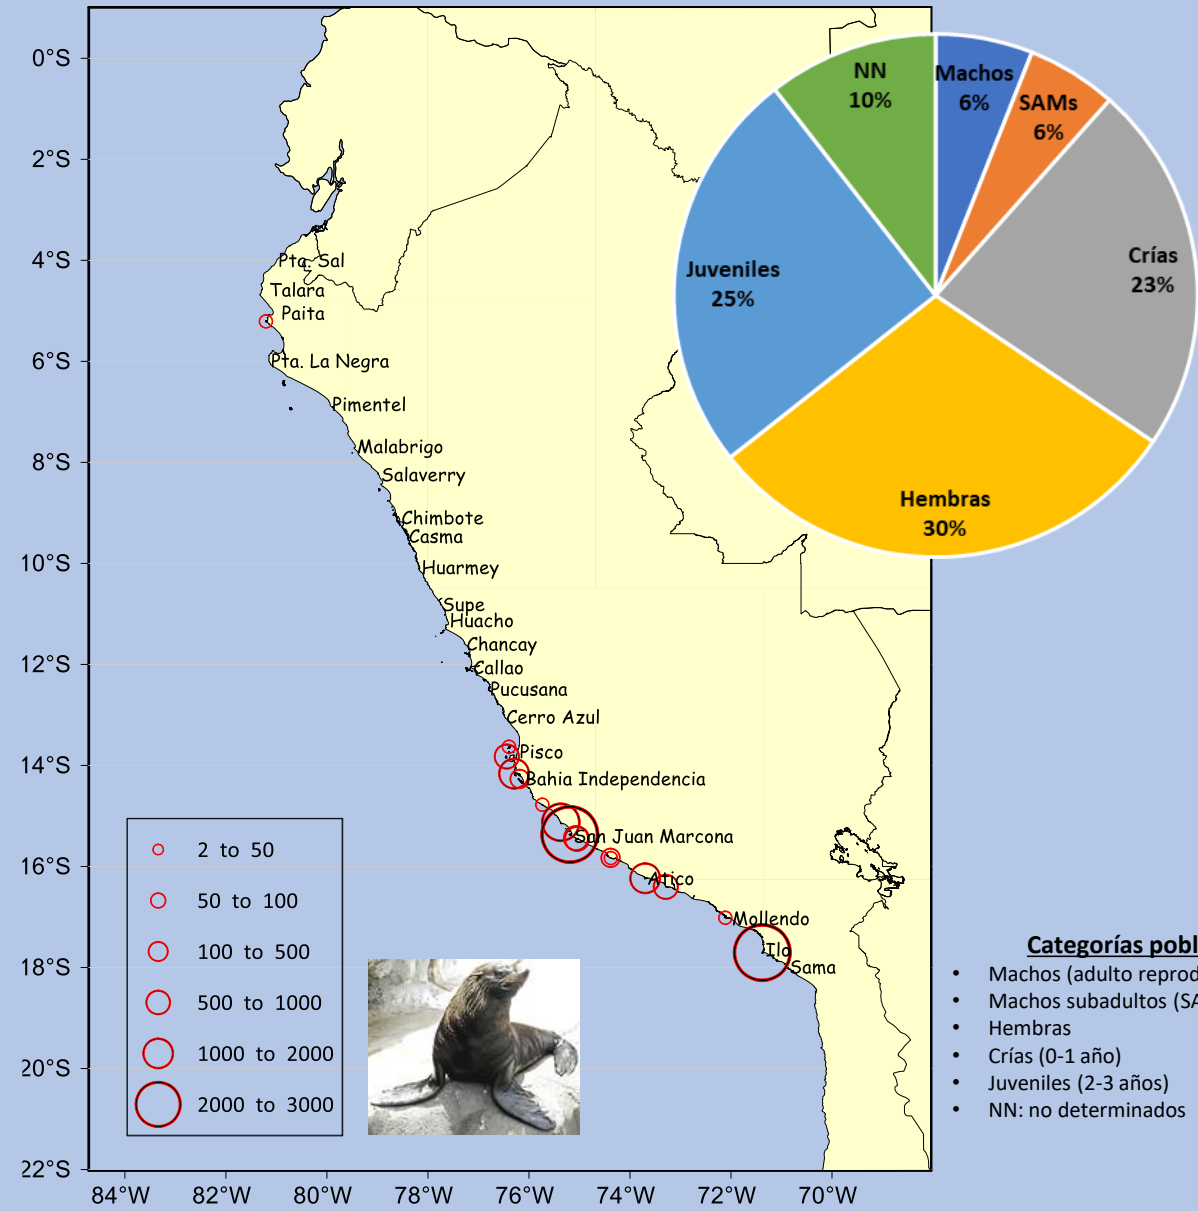 0°S
2°S
4°S
6°S
8°S
10°S
12°S
14°S
16°S
18°S
20°S
22°S
84°W
82°W
80°W
78°W
76°W
74°W
72°W
70°W
Pta. Sal
Talara
Paita
Pta. La Negra
Pimentel
Malabrigo
Salaverry
Chimbote
Casma
Huarmey
Supe
Huacho
Chancay
Callao
Pucusana
Cerro Azul
Pisco
Bahia Independencia
San Juan Marcona
Atico
Mollendo
Ilo
Sama
NN
10%
Machos
6%
SAMs
6%
Crías
23%
Juveniles
25%
Hembras
30%
2 to 50
50 to 100
100 to 500
500 to 1000
1000 to 2000
2000 to 3000
Categorías pobl
• Machos (adulto reprod
• Machos subadultos (SA
• Hembras
• Crías (0-1 año)
• Juveniles (2-3 años)
• NN: no determinados